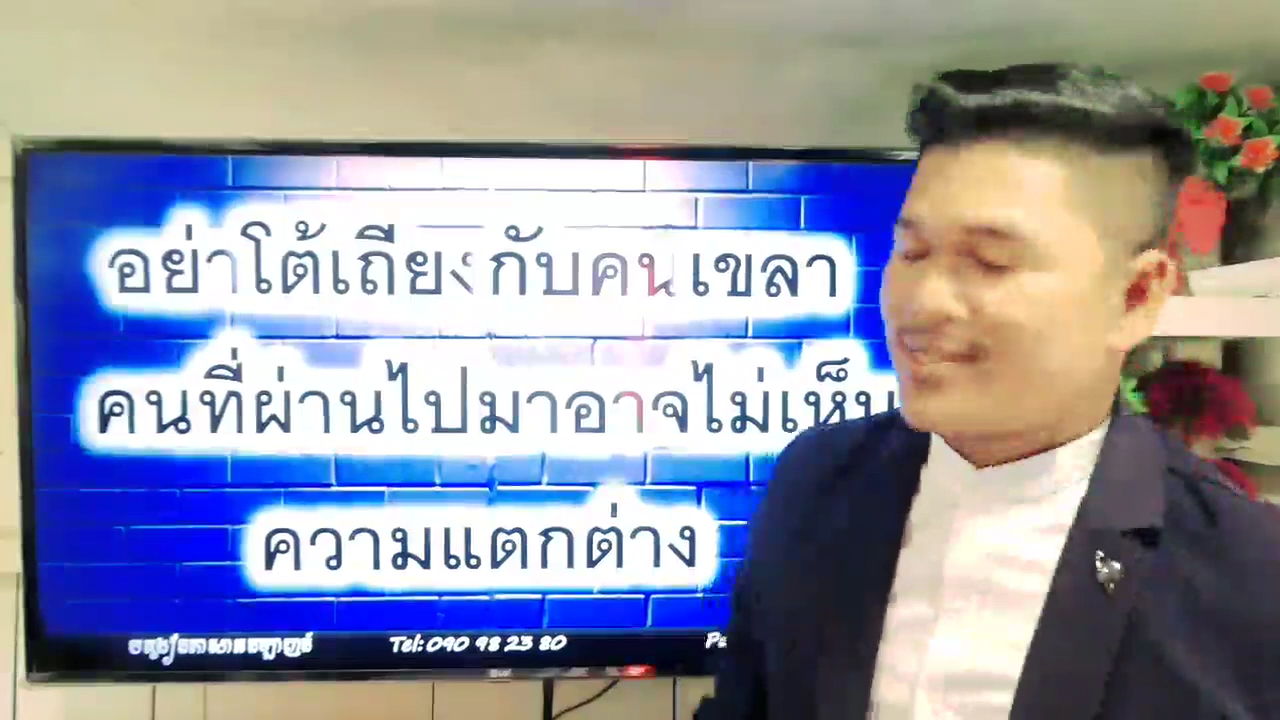 อย่าโต้เถียงกับคนเขลา
คนที่ผ่านไปมาอาจไม่เห็น
ความแตกต่าง
Tel: 090 98 23 80